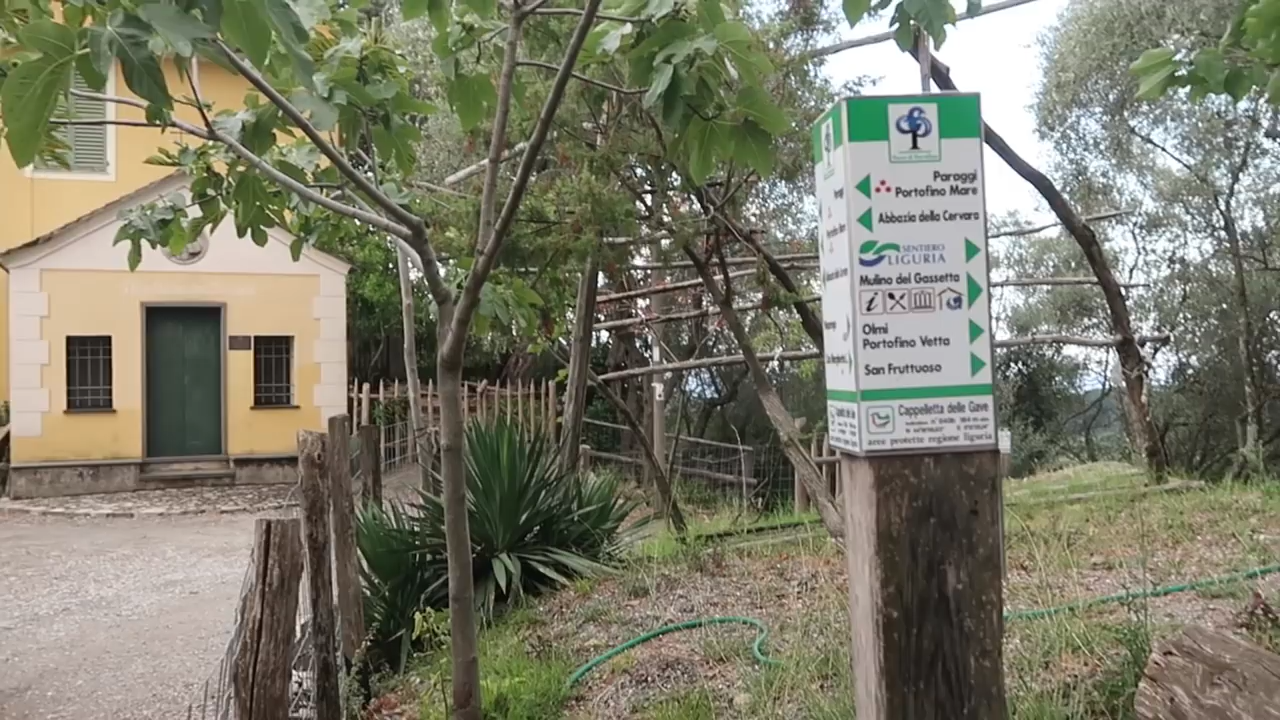 Paraggi
Portofino Mare
Abbazia della Cervara
SENTIERO
LIGURIA
Mulino del Gassetta
i
Olmi
Portofino Vetta
San Fruttuoso
Cappelletta delle Gave
aree protette regione liguria